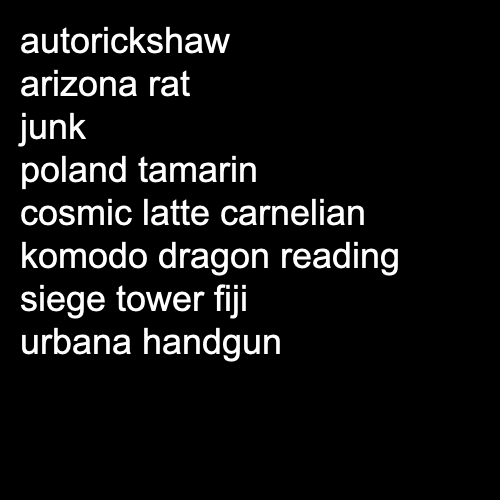 autorickshaw
arizona rat
junk
poland tamarin
cosmic latte carnelian
komodo dragon reading
siege tower fiji
urbana handgun